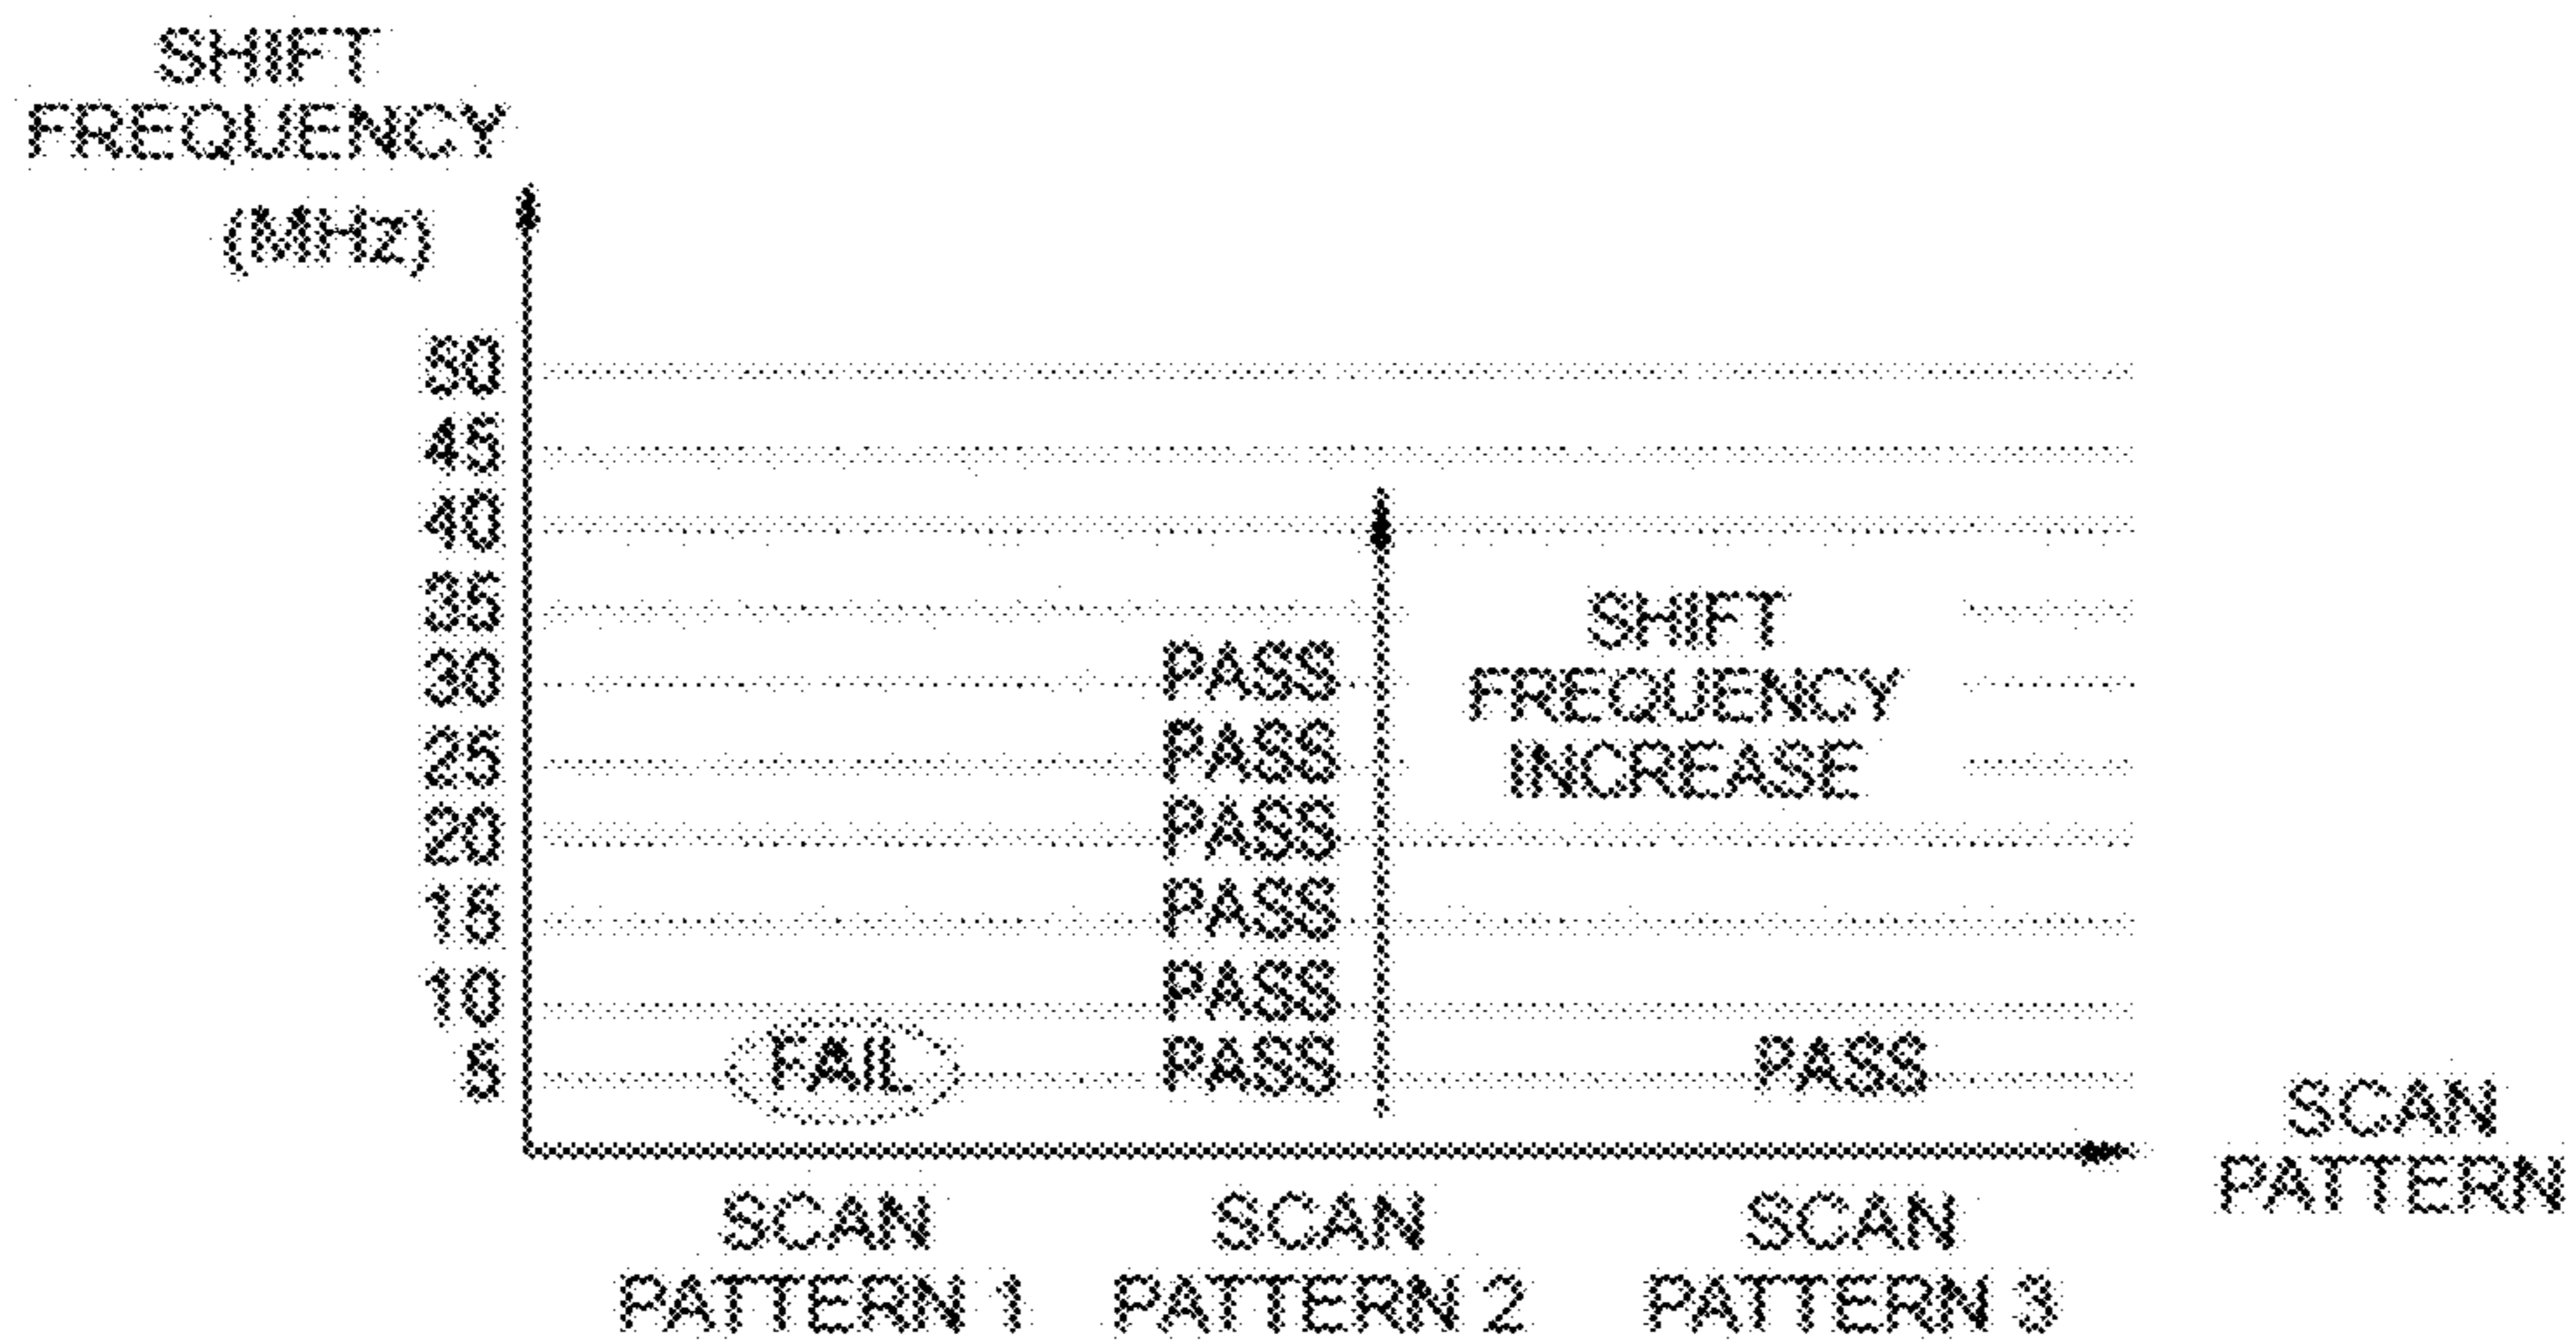 SHIFT
FREQUENCY
(MHz)
50
45
40
35
30
25
20
15
10
5
PASS
PASS
PASS
PASS
PASS
FAIL
PASS
PASS
SHIFT
FREQUENCY
INCREASE
SCAN
PATTERN 1
SCAN
PATTERN 2
SCAN
PATTERN 3
SCAN
PATTERN